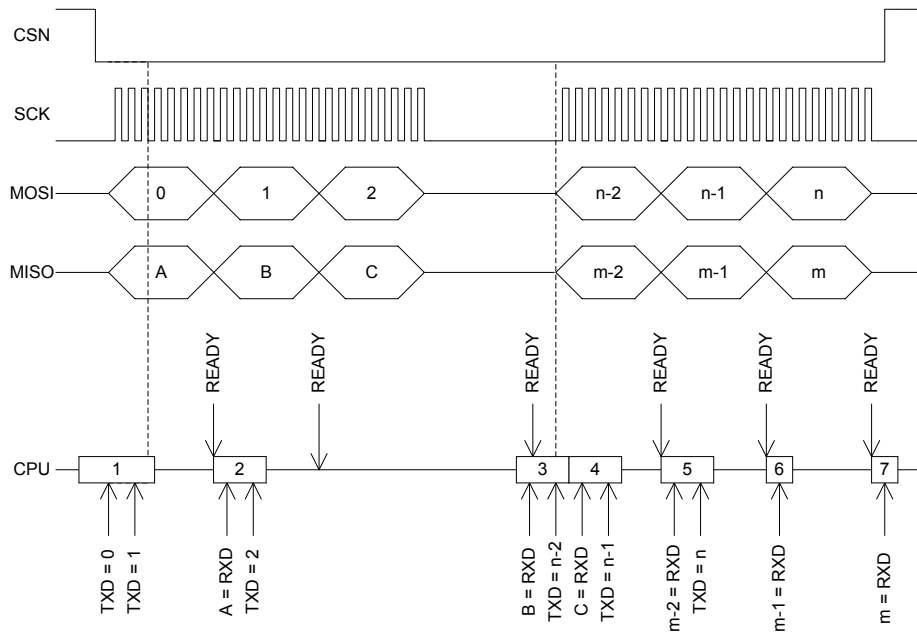 CSN
SCK
MOSI
0
1
2
n-2
n-1
n
MISO
A
B
C
m-2
m-1
m
READY
READY
READY
READY
READY
READY
CPU
1
2
3
4
5
6
7
TXD = 0
TXD = 1
A = RXD
TXD = 2
B = RXD
TXD = n-2
C = RXD
TXD = n-1
m-2 = RXD
TXD = n
m-1 = RXD
m = RXD